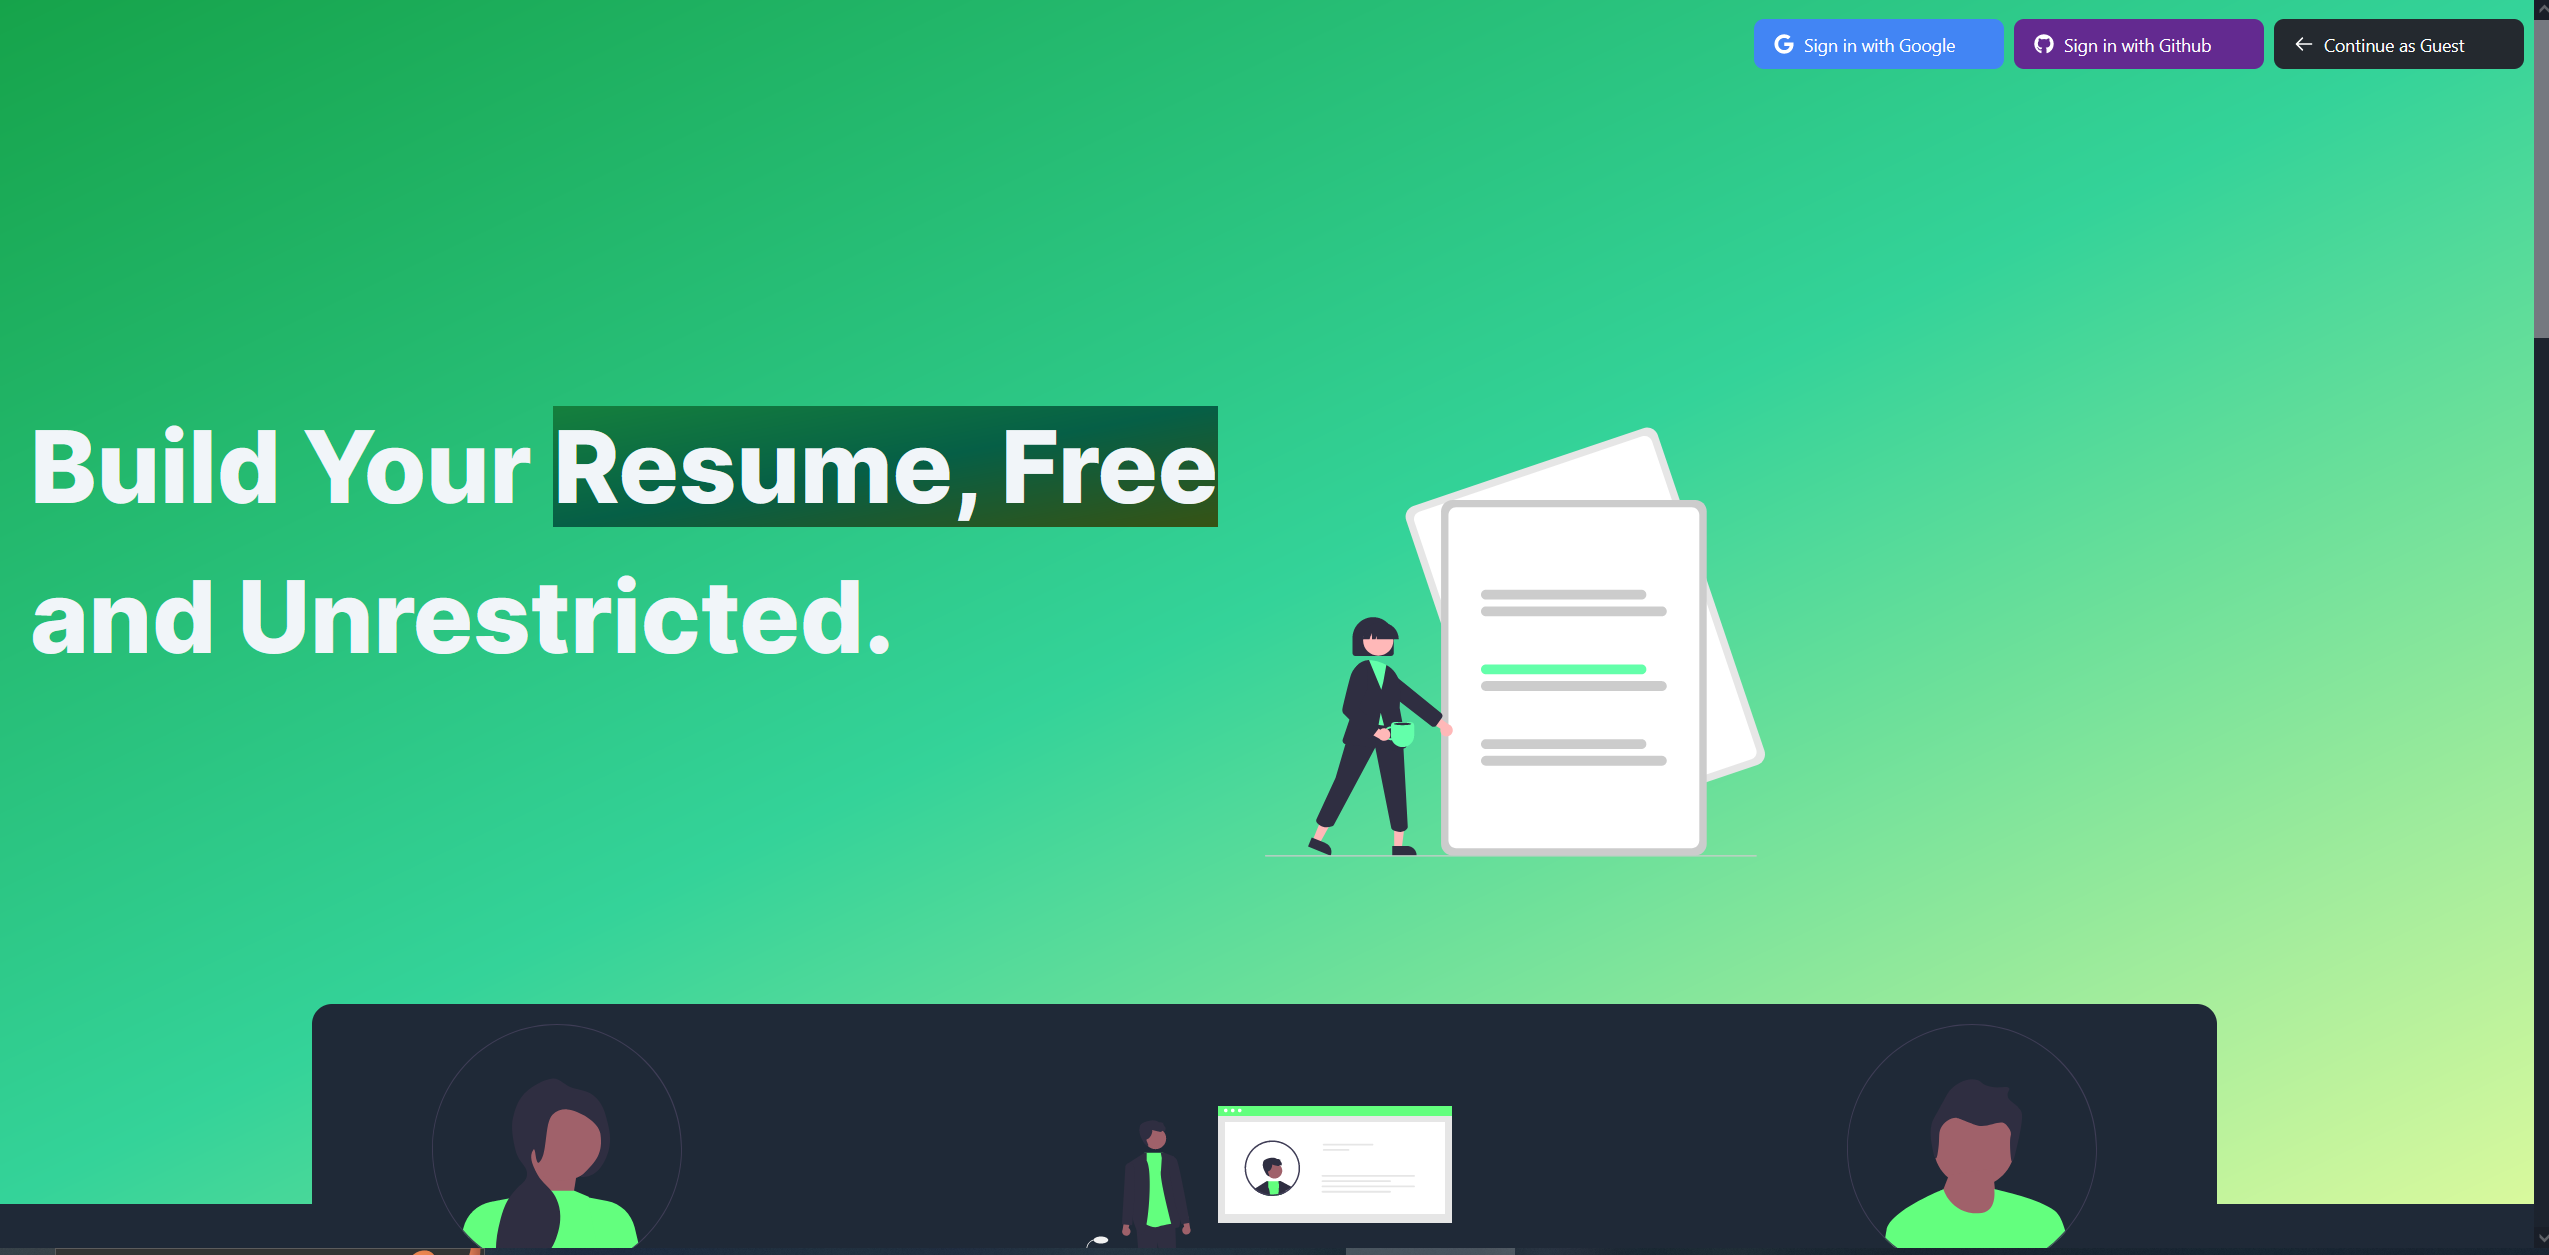 Sign in with Google
Sign in with Github
Continue as Guest
Build Your Resume, Free
and Unrestricted.